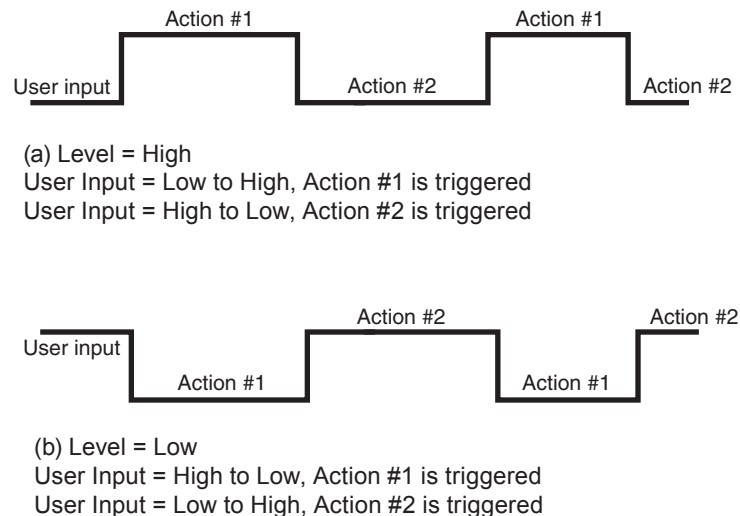 Action #1
Action #1
User input
Action #2
Action #2
(a) Level = High
User Input = Low to High, Action #1 is triggered
User Input = High to Low, Action #2 is triggered
Action #2
Action #2
User input
Action #1
Action #1
(b) Level = Low
User Input = High to Low, Action #1 is triggered
User Input = Low to High, Action #2 is triggered